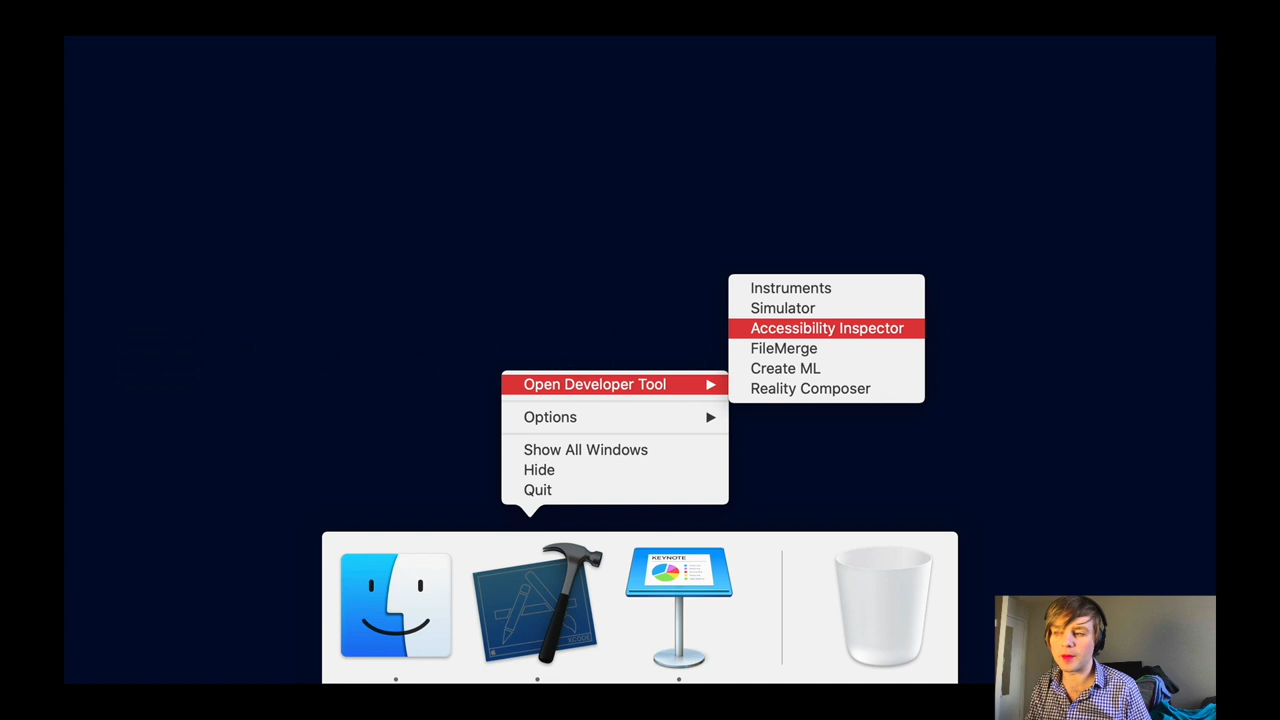 Instruments
Simulator
Accessibility Inspector
FileMerge
Create ML
Reality Composer
Open Developer Tool
Options
Show All Windows
Hide
Quit
KEYNOTE
XCODE